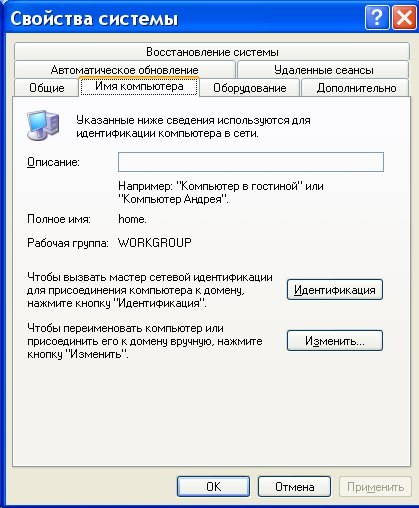 Свойства системы
Восстановление системы
Автоматическое обновление
Удаленные сеансы
Общие
Имя компьютера
Оборудование
Дополнительно
Указанные ниже сведения используются для
идентификации компьютера в сети.
Описание:
Например: "Компьютер в гостиной" или
"Компьютер Андрея".
Полное имя: home.
Рабочая группа: WORKGROUP
Чтобы вызвать мастер сетевой идентификации
для присоединения компьютера к домену,
нажмите кнопку "Идентификация".
Идентификация
Чтобы переименовать компьютер или
присоединить его к домену вручную, нажмите
кнопку "Изменить".
Изменить...
OK
Отмена
Применить